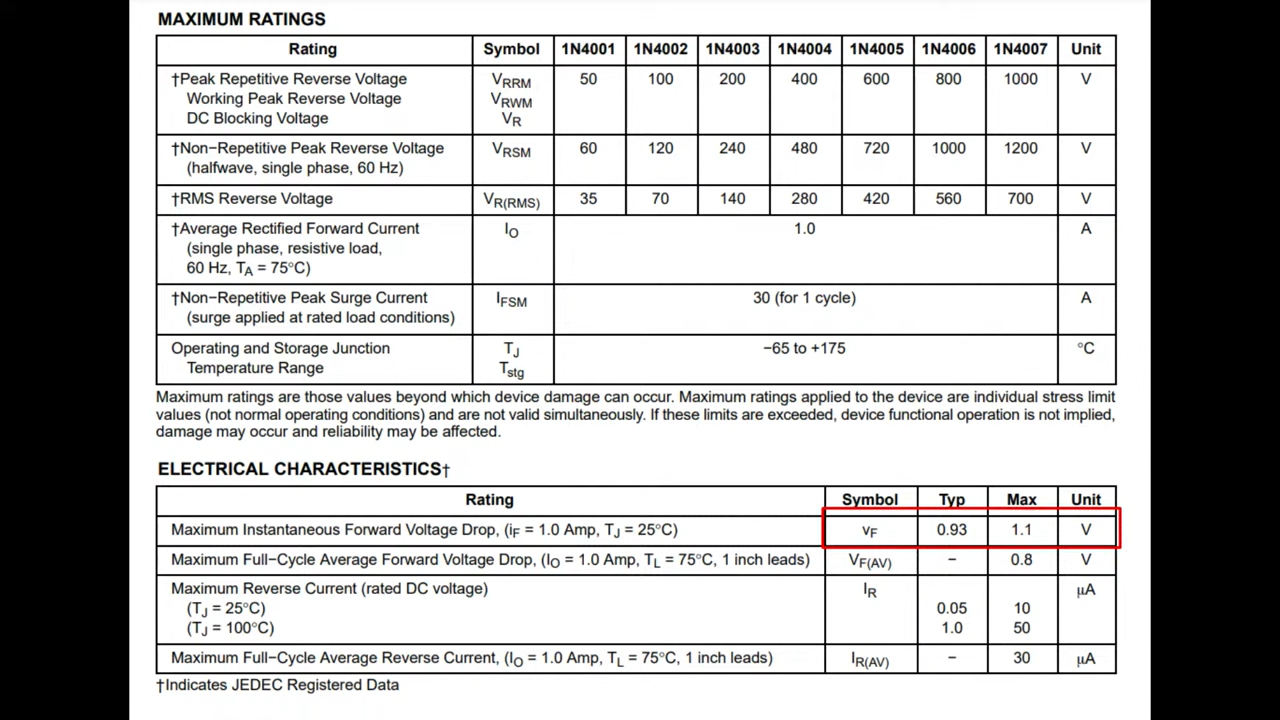 MAXIMUM RATINGS
Rating Symbol 1N4001 1N4002 1N4003 1N4004 1N4005 1N4006 1N4007 Unit
†Peak Repetitive Reverse Voltage VRRM 50 100 200 400 600 800 1000 V
Working Peak Reverse Voltage VRWM
DC Blocking Voltage VR
†Non−Repetitive Peak Reverse Voltage VRSM 60 120 240 480 720 1000 1200 V
(halfwave, single phase, 60 Hz)
†RMS Reverse Voltage VR(RMS) 35 70 140 280 420 560 700 V
†Average Rectified Forward Current IO 1.0 A
(single phase, resistive load,
60 Hz, TA = 75°C)
†Non−Repetitive Peak Surge Current IFSM 30 (for 1 cycle) A
(surge applied at rated load conditions)
Operating and Storage Junction TJ −65 to +175 °C
Temperature Range Tstg
Maximum ratings are those values beyond which device damage can occur. Maximum ratings applied to the device are individual stress limit
values (not normal operating conditions) and are not valid simultaneously. If these limits are exceeded, device functional operation is not implied,
damage may occur and reliability may be affected.
ELECTRICAL CHARACTERISTICS†
Rating Symbol Typ Max Unit
Maximum Instantaneous Forward Voltage Drop, (iF = 1.0 Amp, TJ = 25°C) vF 0.93 1.1 V
Maximum Full−Cycle Average Forward Voltage Drop, (IO = 1.0 Amp, TL = 75°C, 1 inch leads) VF(AV) − 0.8 V
Maximum Reverse Current (rated DC voltage) IR µA
(TJ = 25°C) 0.05 10
(TJ = 100°C) 1.0 50
Maximum Full−Cycle Average Reverse Current, (IO = 1.0 Amp, TL = 75°C, 1 inch leads) IR(AV) − 30 µA
†Indicates JEDEC Registered Data